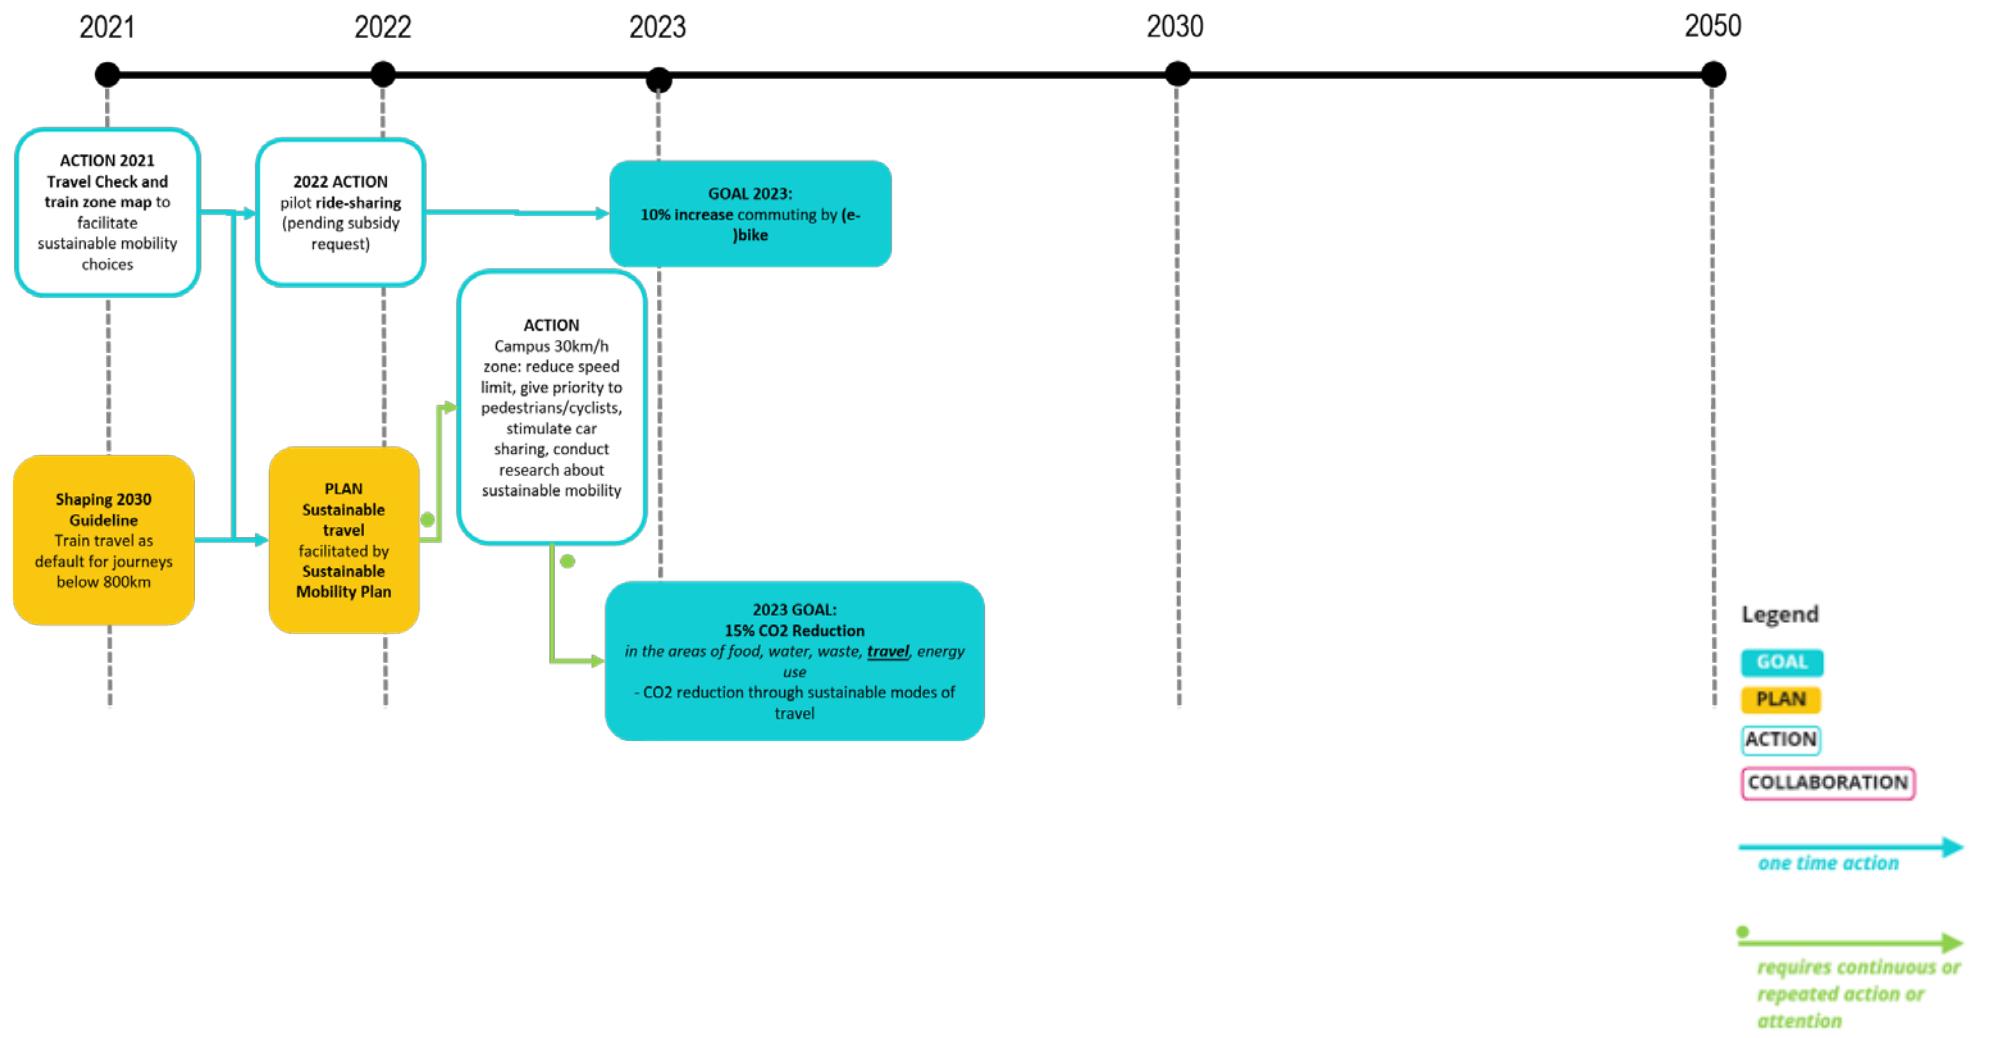 2021
2022
2023
2030
2050
ACTION 2021
Travel Check and
train zone map to
facilitate
sustainable mobility
choices
2022 ACTION
pilot ride-sharing
(pending subsidy
request)
GOAL 2023:
10% increase commuting by (e-
)bike
ACTION
Campus 30km/h
zone: reduce speed
limit, give priority to
pedestrians/cyclists,
stimulate car
sharing, conduct
research about
sustainable mobility
Shaping 2030
Guideline
Train travel as
default for journeys
below 800km
PLAN
Sustainable
travel
facilitated by
Sustainable
Mobility Plan
2023 GOAL:
15% CO2 Reduction
in the areas of food, water, waste, travel, energy
use
- CO2 reduction through sustainable modes of
travel
Legend
GOAL
PLAN
ACTION
COLLABORATION
one time action
requires continuous or
repeated action or
attention